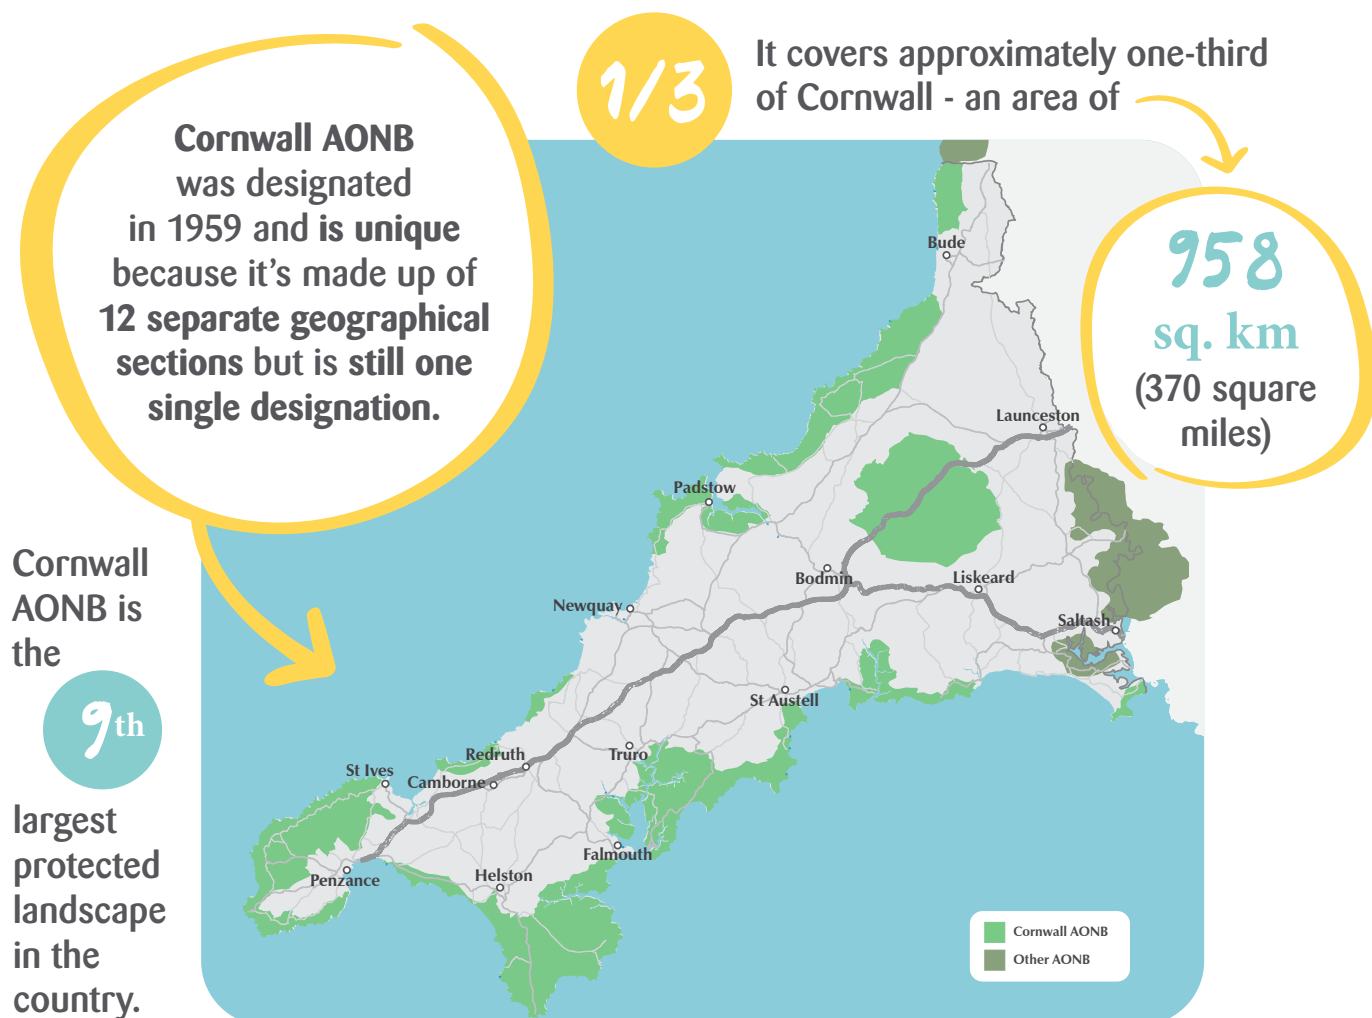 Cornwall AONB
was designated
in 1959 and is unique
because it's made up of
12 separate geographical
sections but is still one
single designation.
1/3
It covers approximately one-third
of Cornwall - an area of
958
sq. km
(370 square
miles)
Cornwall
AONB is
the
9th
largest
protected
landscape
in the
country.
Bude
Launceston
Padstow
Bodmin
Liskeard
Newquay
Saltash
St Austell
Redruth
Truro
St Ives
Camborne
Falmouth
Penzance
Helston
Cornwall AONB
Other AONB